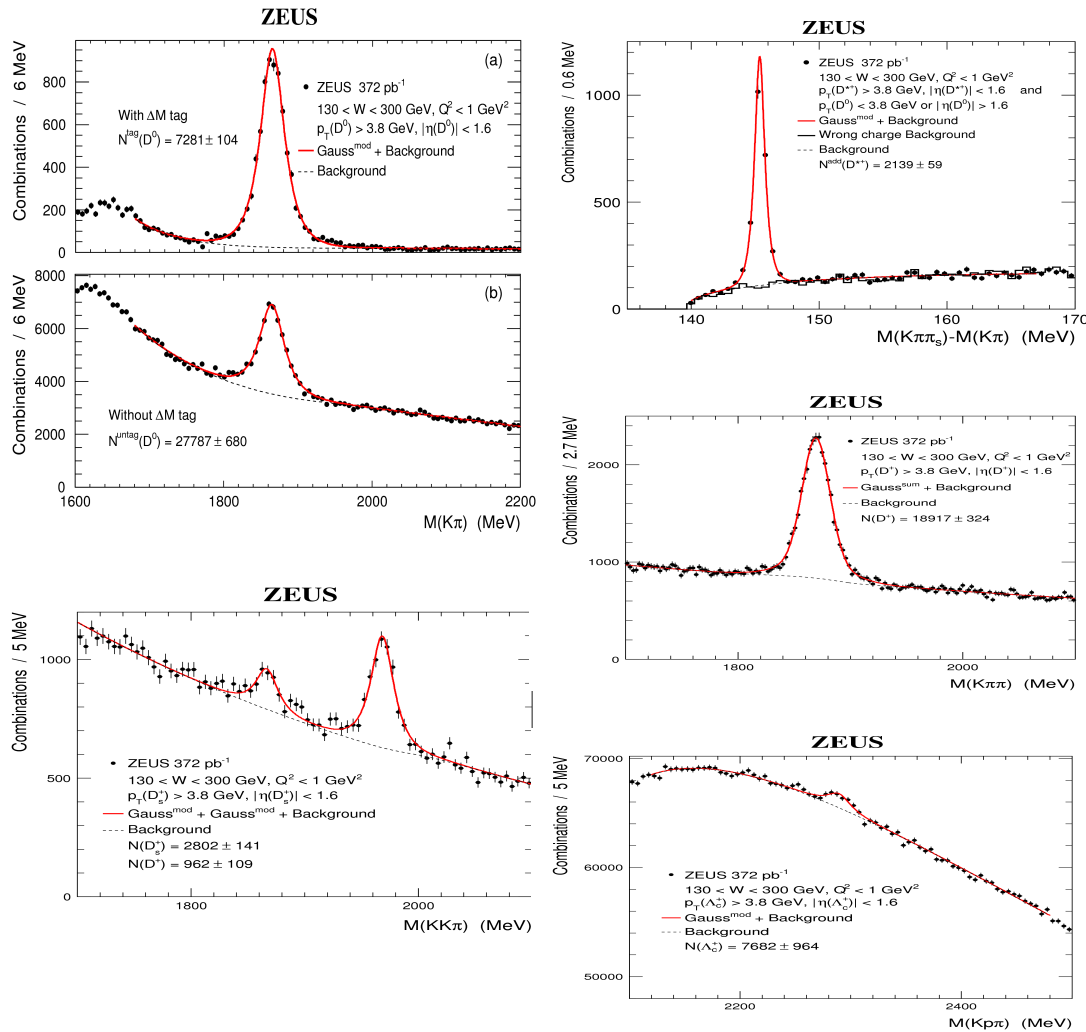 ZEUS
Combinations / 6 MeV
(a)
With ΔM tag
N^tag(D⁰) = 7281 ± 104
ZEUS 372 pb⁻¹
130 < W < 300 GeV, Q² < 1 GeV²
p_T(D⁰) > 3.8 GeV, |η(D⁰)| < 1.6
Gauss^mod + Background
Background
0
200
400
600
800
Combinations / 6 MeV
(b)
Without ΔM tag
N^untag(D⁰) = 27787 ± 680
0
2000
4000
6000
8000
1600 1800 2000 2200
M(Kπ) (MeV)
ZEUS
Combinations / 0.6 MeV
ZEUS 372 pb⁻¹
130 < W < 300 GeV, Q² < 1 GeV²
p_T(D*⁺) > 3.8 GeV, |η(D*⁺)| < 1.6 and
p_T(D⁰) < 3.8 GeV or |η(D⁰)| > 1.6
Gauss^mod + Background
Wrong charge Background
Background
N^add(D*⁺) = 2139 ± 59
0
500
1000
140 150 160 170
M(Kππ_s)-M(Kπ) (MeV)
ZEUS
Combinations / 2.7 MeV
ZEUS 372 pb⁻¹
130 < W < 300 GeV, Q² < 1 GeV²
p_T(D⁺) > 3.8 GeV, |η(D⁺)| < 1.6
Gauss^sum + Background
Background
N(D⁺) = 18917 ± 324
0
1000
2000
1800 2000
M(Kππ) (MeV)
ZEUS
Combinations / 5 MeV
ZEUS 372 pb⁻¹
130 < W < 300 GeV, Q² < 1 GeV²
p_T(D_s⁺) > 3.8 GeV, |η(D_s⁺)| < 1.6
Gauss^mod + Gauss^mod + Background
Background
N(D_s⁺) = 2802 ± 141
N(D⁺) = 962 ± 109
0
500
1000
1800 2000
M(KKπ) (MeV)
ZEUS
Combinations / 5 MeV
ZEUS 372 pb⁻¹
130 < W < 300 GeV, Q² < 1 GeV²
p_T(Λ_c⁺) > 3.8 GeV, |η(Λ_c⁺)| < 1.6
Gauss^mod + Background
Background
N(Λ_c⁺) = 7682 ± 964
50000
60000
70000
2200 2400
M(Kpπ) (MeV)